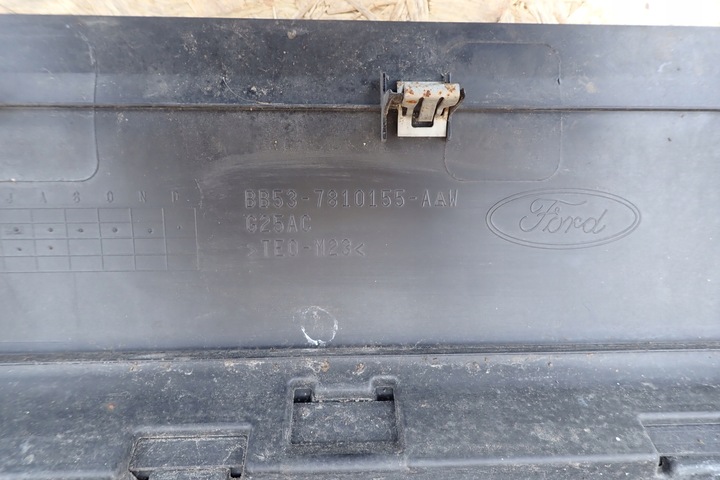 J A S O N D
BB53-7810155-AAW
G25AC
>TEO-M23<
Ford